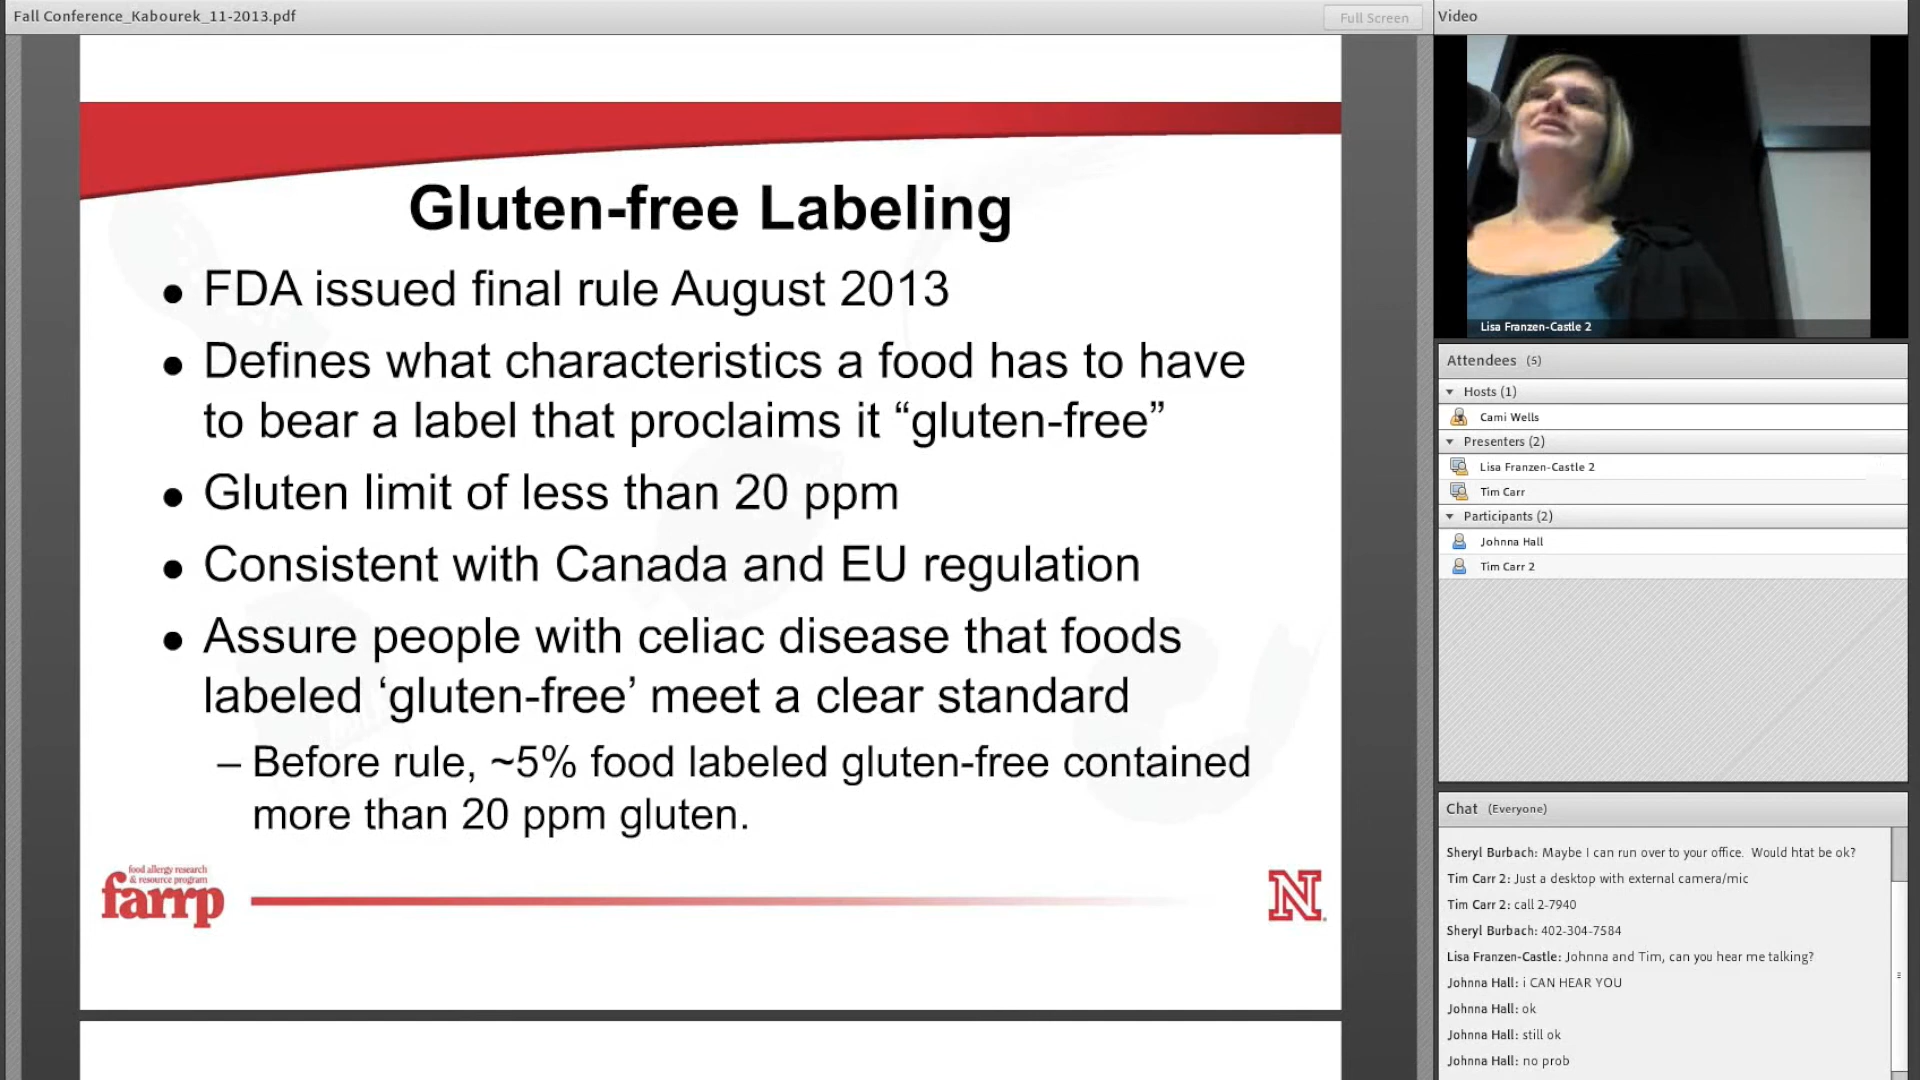 Fall Conference_Kabourek_11-2013.pdf
Full Screen
Gluten-free Labeling
● FDA issued final rule August 2013
● Defines what characteristics a food has to have
to bear a label that proclaims it “gluten-free”
● Gluten limit of less than 20 ppm
● Consistent with Canada and EU regulation
● Assure people with celiac disease that foods
labeled ‘gluten-free’ meet a clear standard
– Before rule, ~5% food labeled gluten-free contained
more than 20 ppm gluten.
food allergy research
& resource program
farrp
N
Video
Lisa Franzen-Castle 2
Attendees (5)
Hosts (1)
Cami Wells
Presenters (2)
Lisa Franzen-Castle 2
Tim Carr
Participants (2)
Johnna Hall
Tim Carr 2
Chat (Everyone)
Sheryl Burbach: Maybe I can run over to your office. Would htat be ok?
Tim Carr 2: Just a desktop with external camera/mic
Tim Carr 2: call 2-7940
Sheryl Burbach: 402-304-7584
Lisa Franzen-Castle: Johnna and Tim, can you hear me talking?
Johnna Hall: i CAN HEAR YOU
Johnna Hall: ok
Johnna Hall: still ok
Johnna Hall: no prob